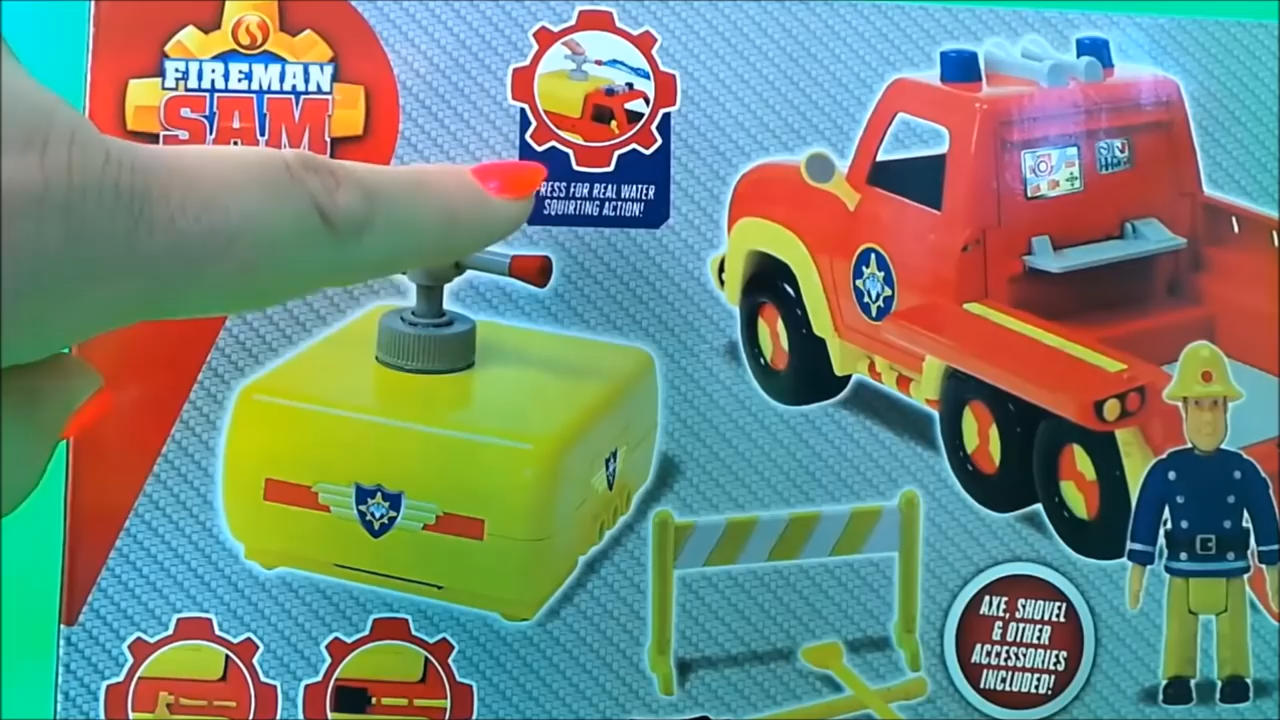 FIREMAN
SAM
PRESS FOR REAL WATER
SQUIRTING ACTION!
AXE, SHOVEL
& OTHER
ACCESSORIES
INCLUDED!